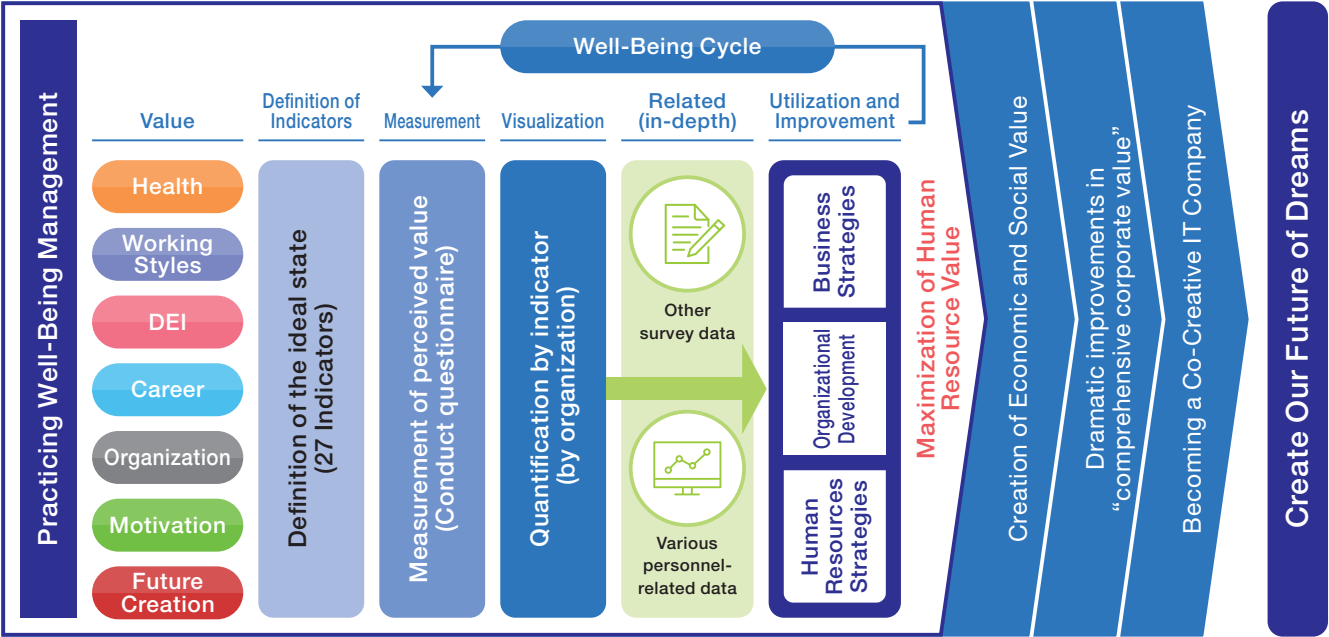 Practicing Well-Being Management
Well-Being Cycle
Value
Definition of
Indicators
Measurement
Visualization
Related
(in-depth)
Utilization and
Improvement
Health
Working
Styles
DEI
Career
Organization
Motivation
Future
Creation
Definition of the ideal state
(27 Indicators)
Measurement of perceived value
(Conduct questionnaire)
Quantification by indicator
(by organization)
Other
survey data
Various
personnel-
related data
Business
Strategies
Organizational
Development
Human
Resources
Strategies
Maximization of Human
Resource Value
Creation of Economic and Social Value
Dramatic improvements in
“comprehensive corporate value”
Becoming a Co-Creative IT Company
Create Our Future of Dreams